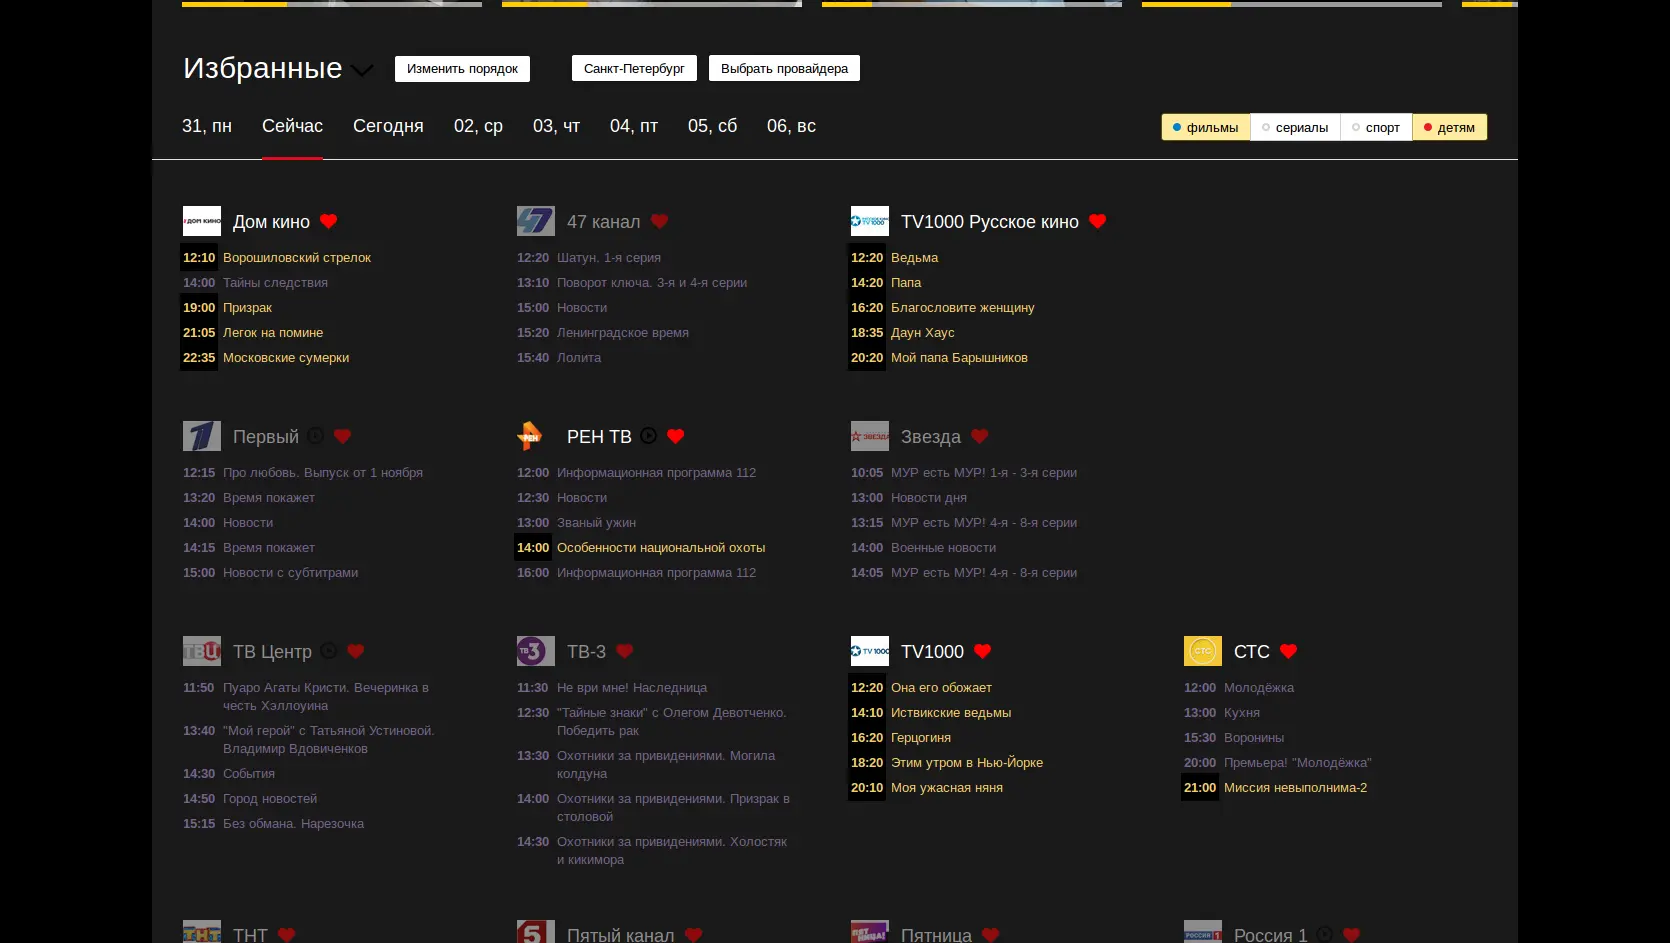 Избранные
Изменить порядок
Санкт-Петербург
Выбрать провайдера
31, пн
Сейчас
Сегодня
02, ср
03, чт
04, пт
05, сб
06, вс
фильмы
сериалы
спорт
детям
ДОМ КИНО
Дом кино
12:10 Ворошиловский стрелок
14:00 Тайны следствия
19:00 Призрак
21:05 Легок на помине
22:35 Московские сумерки
47
47 канал
12:20 Шатун. 1-я серия
13:10 Поворот ключа. 3-я и 4-я серии
15:00 Новости
15:20 Ленинградское время
15:40 Лолита
TV1000
TV1000 Русское кино
12:20 Ведьма
14:20 Папа
16:20 Благословите женщину
18:35 Даун Хаус
20:20 Мой папа Барышников
Первый
12:15 Про любовь. Выпуск от 1 ноября
13:20 Время покажет
14:00 Новости
14:15 Время покажет
15:00 Новости с субтитрами
РЕН
РЕН ТВ
12:00 Информационная программа 112
12:30 Новости
13:00 Званый ужин
14:00 Особенности национальной охоты
16:00 Информационная программа 112
ЗВЕЗДА
Звезда
10:05 МУР есть МУР! 1-я - 3-я серии
13:00 Новости дня
13:15 МУР есть МУР! 4-я - 8-я серии
14:00 Военные новости
14:05 МУР есть МУР! 4-я - 8-я серии
ТВЦ
ТВ Центр
11:50 Пуаро Агаты Кристи. Вечеринка в
честь Хэллоуина
13:40 "Мой герой" с Татьяной Устиновой.
Владимир Вдовиченков
14:30 События
14:50 Город новостей
15:15 Без обмана. Нарезочка
ТВ3
ТВ-3
11:30 Не ври мне! Наследница
12:30 "Тайные знаки" с Олегом Девотченко.
Победить рак
13:30 Охотники за привидениями. Могила
колдуна
14:00 Охотники за привидениями. Призрак в
столовой
14:30 Охотники за привидениями. Холостяк
и кикимора
TV1000
TV1000
12:20 Она его обожает
14:10 Иствикские ведьмы
16:20 Герцогиня
18:20 Этим утром в Нью-Йорке
20:10 Моя ужасная няня
СТС
СТС
12:00 Молодёжка
13:00 Кухня
15:30 Воронины
20:00 Премьера! "Молодёжка"
21:00 Миссия невыполнима-2
ТНТ
ТНТ
5
Пятый канал
ПЯТНИЦА!
Пятница
РОССИЯ 1
Россия 1